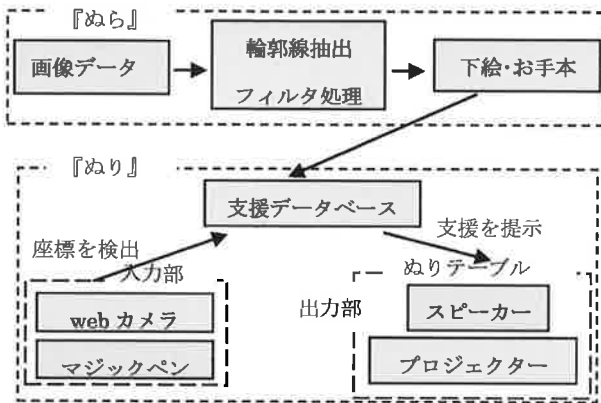 『ぬら』
画像データ
輪郭線抽出
フィルタ処理
下絵・お手本
『ぬり』
支援データベース
座標を検出
支援を提示
入力部
webカメラ
マジックペン
出力部
ぬりテーブル
スピーカー
プロジェクター